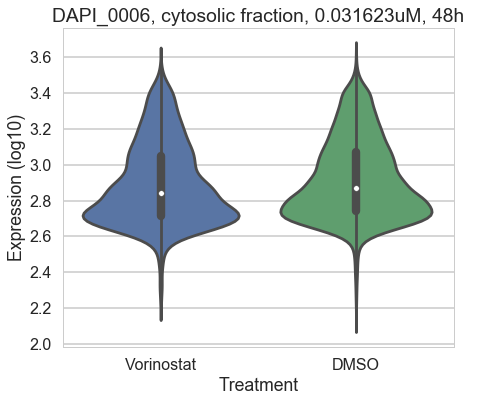 DAPI_0006, cytosolic fraction, 0.031623uM, 48h
Expression (log10)
3.6
3.4
3.2
3.0
2.8
2.6
2.4
2.2
2.0
Vorinostat DMSO
Treatment